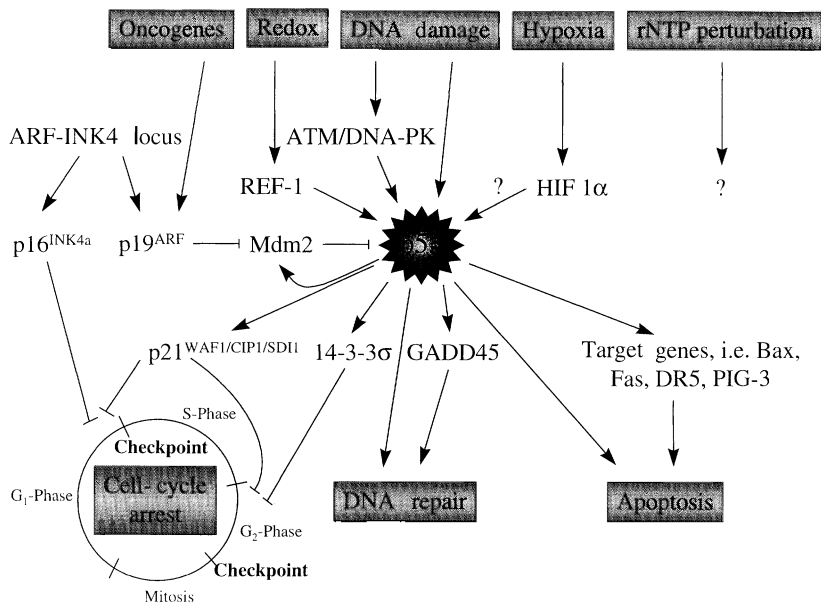 Oncogenes Redox DNA damage Hypoxia rNTP perturbation
ARF-INK4 locus
ATM/DNA-PK
REF-1
?
HIF 1α
?
p16INK4a
p19ARF
Mdm2
p21WAF1/CIP1/SDI1
14-3-3σ
GADD45
Target genes, i.e. Bax,
Fas, DR5, PIG-3
S-Phase
Checkpoint
G1-Phase
Cell-cycle
arrest
G2-Phase
Checkpoint
Mitosis
DNA repair
Apoptosis